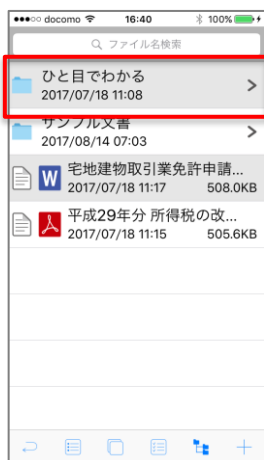 docomo 16:40 100%
ファイル名検索
ひと目でわかる
2017/07/18 11:08
サンプル文書
2017/08/14 07:03
宅地建物取引業免許申請...
2017/07/18 11:17 508.0KB
平成29年分 所得税の改...
2017/07/18 11:15 505.6KB